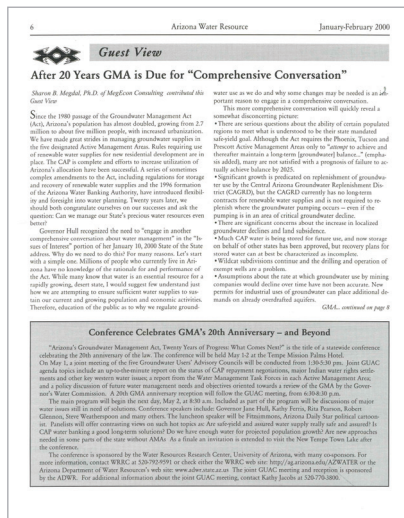 6
Arizona Water Resource
January-February 2000
Guest View
After 20 Years GMA is Due for "Comprehensive Conversation"
Sharon B. Megdal, Ph.D. of MegEcon Consulting contributed this
Guest View
Since the 1980 passage of the Groundwater Management Act
(Act), Arizona's population has almost doubled, growing from 2.7
million to about five million people, with increased urbanization.
We have made great strides in managing groundwater supplies in
the five designated Active Management Areas. Rules requiring use
of renewable water supplies for new residential development are in
place. The CAP is complete and efforts to increase utilization of
Arizona's allocation have been successful. A series of sometimes
complex amendments to the Act, including regulations for storage
and recovery of renewable water supplies and the 1996 formation
of the Arizona Water Banking Authority, have introduced flexibil-
ity and foresight into water planning. Twenty years later, we
should both congratulate ourselves on our successes and ask the
question: Can we manage our State's precious water resources even
better?
Governor Hull recognized the need to "engage in another
comprehensive conversations about water management" in the "Is-
sues of Interest" portion of her January 10, 2000 State of the State
address. Why do we need to do this? For many reasons. Let's start
with a simple one. Millions of people who currently live in Ari-
zona have no knowledge of the rationale for and performance of
the Act. While many know that water is an essential resource for a
rapidly growing, desert state, I would suggest few understand just
how we are attempting to ensure sufficient water supplies to sus-
tain our current and growing population and economic activities.
Therefore, education of the public as to why we regulate ground-
water use as we do and why some changes may be needed is an im-
portant reason to engage in a comprehensive conversation.
This more comprehensive conversation will quickly reveal a
somewhat disconcerting picture:
• There are serious questions about the ability of certain populated
regions to meet what is understood to be their state mandated
safe-yield goal. Although the Act requires the Phoenix, Tucson and
Prescott Active Management Areas only to "attempt to achieve and
thereafter maintain a long-term [groundwater] balance..." (empha-
sis added), many are not satisfied with a prognosis of failure to ac-
tually achieve balance by 2025.
• Significant growth is predicated on replenishment of groundwa-
ter use by the Central Arizona Groundwater Replenishment Dis-
trict (CAGRD), but the CAGRD currently has no long-term
contracts for renewable water supplies and is not required to re-
plenish where the groundwater pumping occurs – even if the
pumping is in an area of critical groundwater decline.
• There are significant concerns about the increase in localized
groundwater declines and land subsidence.
• Much CAP water is being stored for future use, and now storage
on behalf of other states has been approved, but recovery plans for
stored water can at best be characterized as incomplete.
• Wildcat subdivisions continue and the drilling and operation of
exempt wells are a problem.
• Assumptions about the rate at which groundwater use by mining
companies would decline over time have not been accurate. New
permits for industrial uses of groundwater can place additional de-
mands on already overdrafted aquifers.
GMA... continued on page 8
Conference Celebrates GMA's 20th Anniversary – and Beyond
"Arizona's Groundwater Management Act, Twenty Years of Progress: What Comes Next?" is the title of a statewide conference
celebrating the 20th anniversary of the law. The conference will be held May 1-2 at the Tempe Mission Palms Hotel.
On May 1, a joint meeting of the five Groundwater Users' Advisory Councils will be conducted from 1:30-5:30 pm. Joint GUAC
agenda topics include an up-to-the-minute report on the status of CAP repayment negotiations, major Indian water rights settle-
ments and other key western water issues; a report from the Water Management Task Forces in each Active Management Area;
and a policy discussion of future water management needs and objectives oriented towards a review of the GMA by the Gover-
nor's Water Commission. A 20th GMA anniversary reception will follow the GUAC meeting, from 6:30-8:30 p.m.
The main program will begin the next day, May 2, at 8:30 a.m. Included as part of the program will be discussions of major
water issues still in need of solutions. Conference speakers include Governor Jane Hull, Kathy Ferris, Rita Pearson, Robert
Glennon, Steve Weatherspoon and many others. The luncheon speaker will be Fitzsimmons, Arizona Daily Star political cartoon-
ist. Panelists will offer contrasting views on such hot topics as: Are safe-yield and assured water supply really safe and assured? Is
CAP water banking a good long-term solutions? Do we have enough water for projected population growth? Are new approaches
needed in some parts of the state without AMAs As a finale an invitation is extended to visit the New Tempe Town Lake after
the conference.
The conference is sponsored by the Water Resources Research Center, University of Arizona, with many co-sponsors. For
more information, contact WRRC at 520-792-9591 or check either the WRRC web site: http://ag.arizona.edu/AZWATER or the
Arizona Department of Water Resource's web site: www.adwr.state.az.us The joint GUAC meeting and reception is sponsored
by the ADWR. For additional information about the joint GUAC meeting, contact Kathy Jacobs at 520-770-3800.